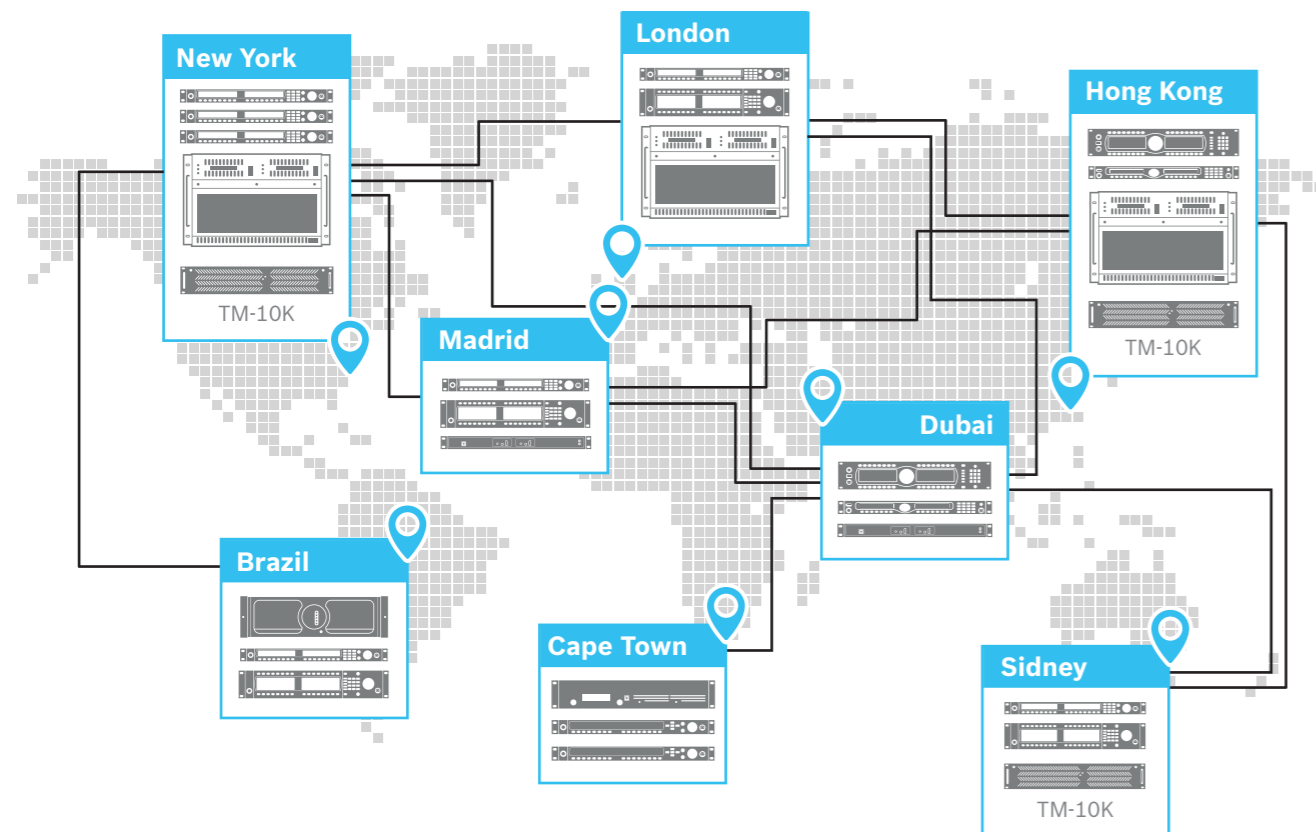 New York
TM-10K
London
Hong Kong
TM-10K
Madrid
Dubai
Brazil
Cape Town
Sidney
TM-10K